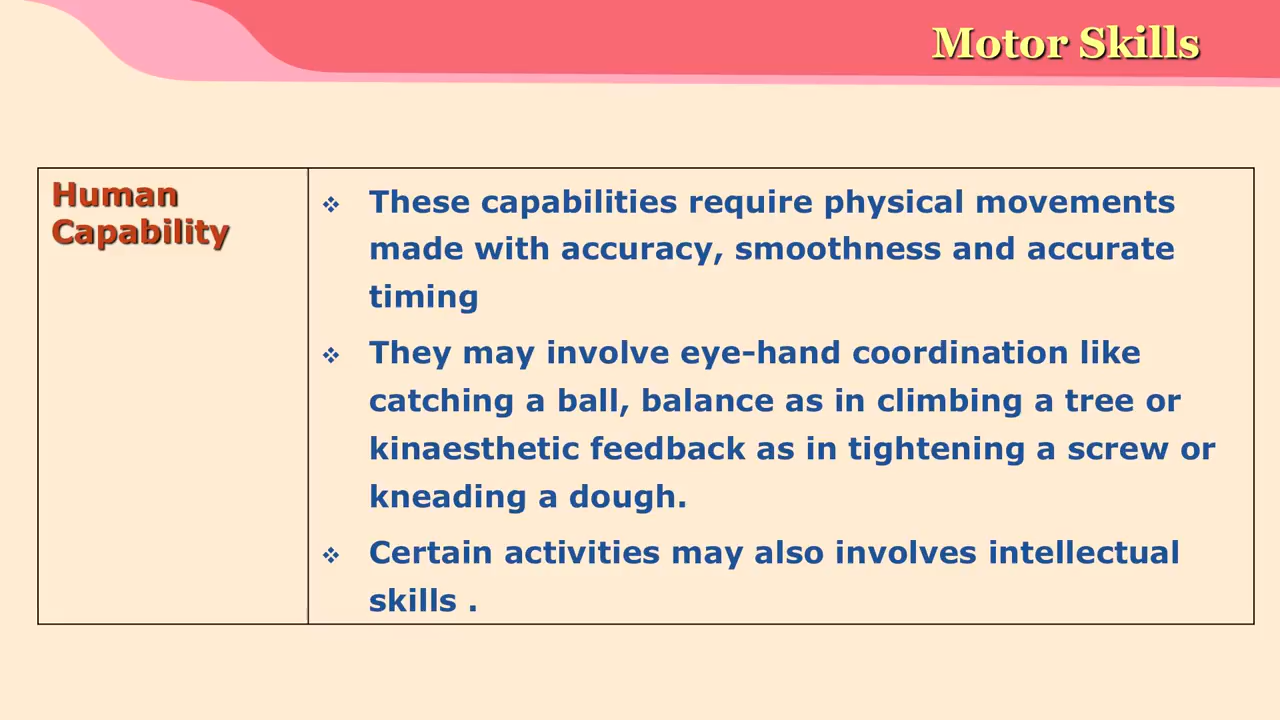 Motor Skills
Human
Capability
❖ These capabilities require physical movements
made with accuracy, smoothness and accurate
timing
❖ They may involve eye-hand coordination like
catching a ball, balance as in climbing a tree or
kinaesthetic feedback as in tightening a screw or
kneading a dough.
❖ Certain activities may also involves intellectual
skills .